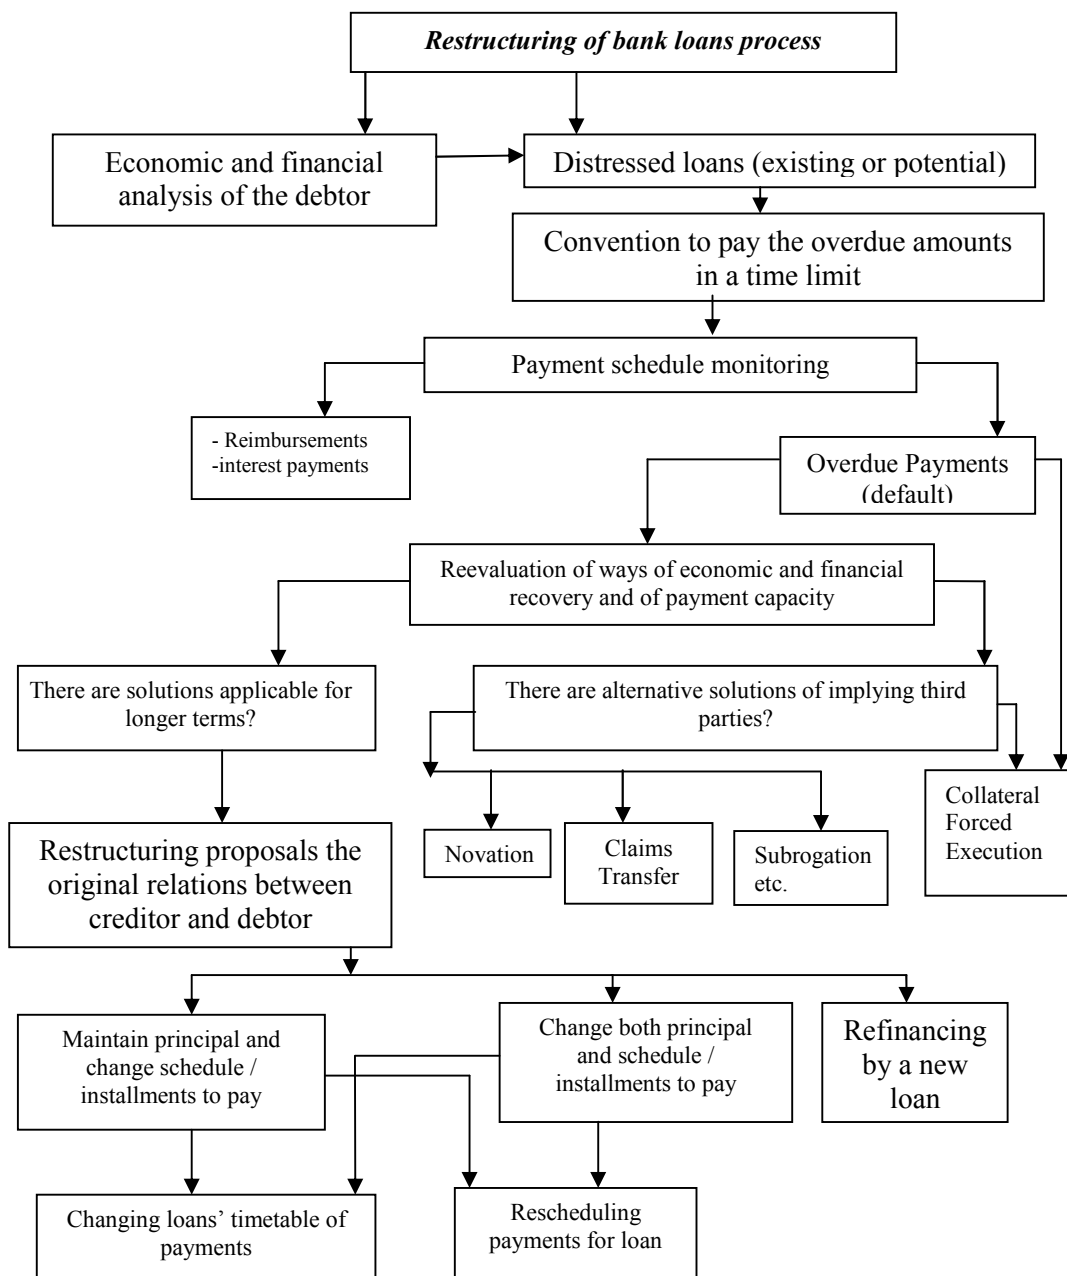 Restructuring of bank loans process
Economic and financial
analysis of the debtor
Distressed loans (existing or potential)
Convention to pay the overdue amounts
in a time limit
Payment schedule monitoring
- Reimbursements
-interest payments
Overdue Payments
(default)
Reevaluation of ways of economic and financial
recovery and of payment capacity
There are solutions applicable for
longer terms?
There are alternative solutions of implying third
parties?
Novation
Claims
Transfer
Subrogation
etc.
Collateral
Forced
Execution
Restructuring proposals the
original relations between
creditor and debtor
Maintain principal and
change schedule /
installments to pay
Change both principal
and schedule /
installments to pay
Refinancing
by a new
loan
Changing loans’ timetable of
payments
Rescheduling
payments for loan